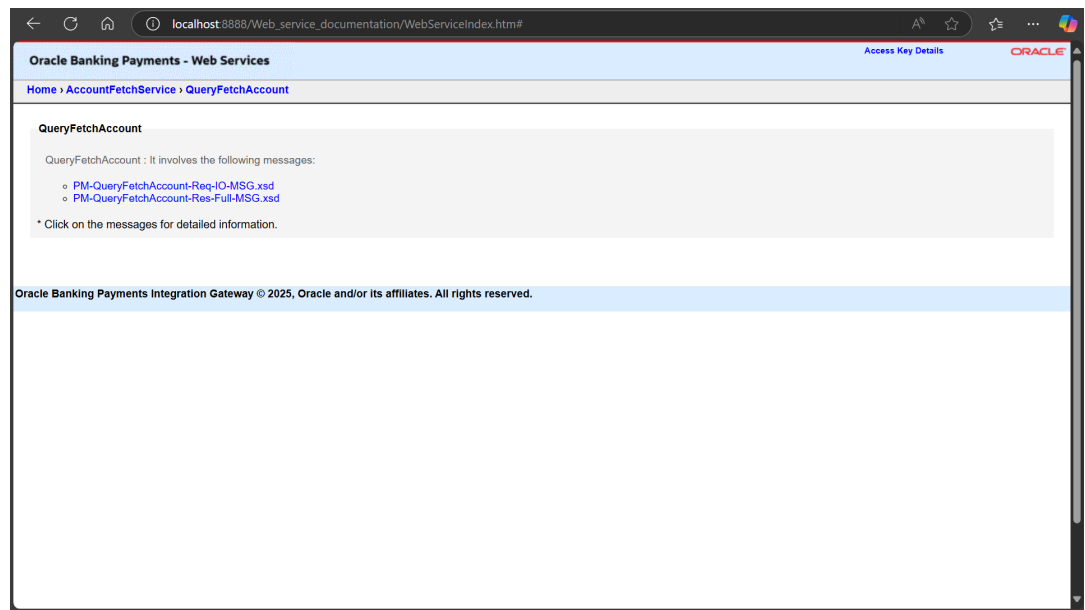 localhost:8888/Web_service_documentation/WebServiceIndex.htm#
Oracle Banking Payments - Web Services
Access Key Details
ORACLE
Home › AccountFetchService › QueryFetchAccount
QueryFetchAccount
QueryFetchAccount : It involves the following messages:
PM-QueryFetchAccount-Req-IO-MSG.xsd
PM-QueryFetchAccount-Res-Full-MSG.xsd
* Click on the messages for detailed information.
Oracle Banking Payments Integration Gateway © 2025, Oracle and/or its affiliates. All rights reserved.